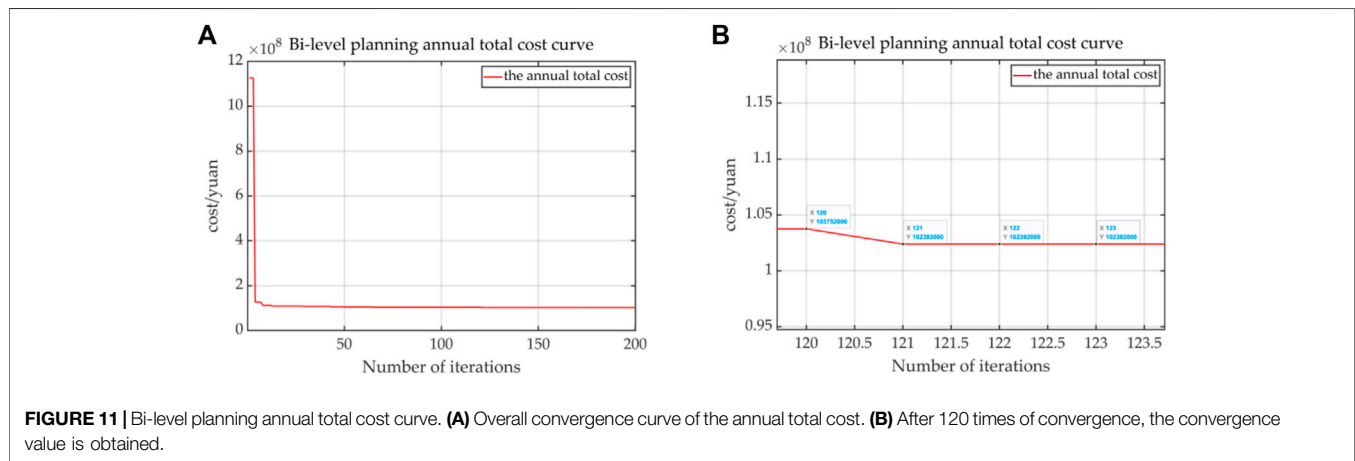 A
×10⁸ Bi-level planning annual total cost curve
the annual total cost
12
10
8
6
4
2
0
cost/yuan
50 100 150 200
Number of iterations
B
×10⁸ Bi-level planning annual total cost curve
the annual total cost
1.15
1.1
1.05
1
0.95
cost/yuan
X 120
Y 103752000
X 121
Y 102392000
X 122
Y 102392000
X 123
Y 102392000
120 120.5 121 121.5 122 122.5 123 123.5
Number of iterations
FIGURE 11 | Bi-level planning annual total cost curve. (A) Overall convergence curve of the annual total cost. (B) After 120 times of convergence, the convergence
value is obtained.